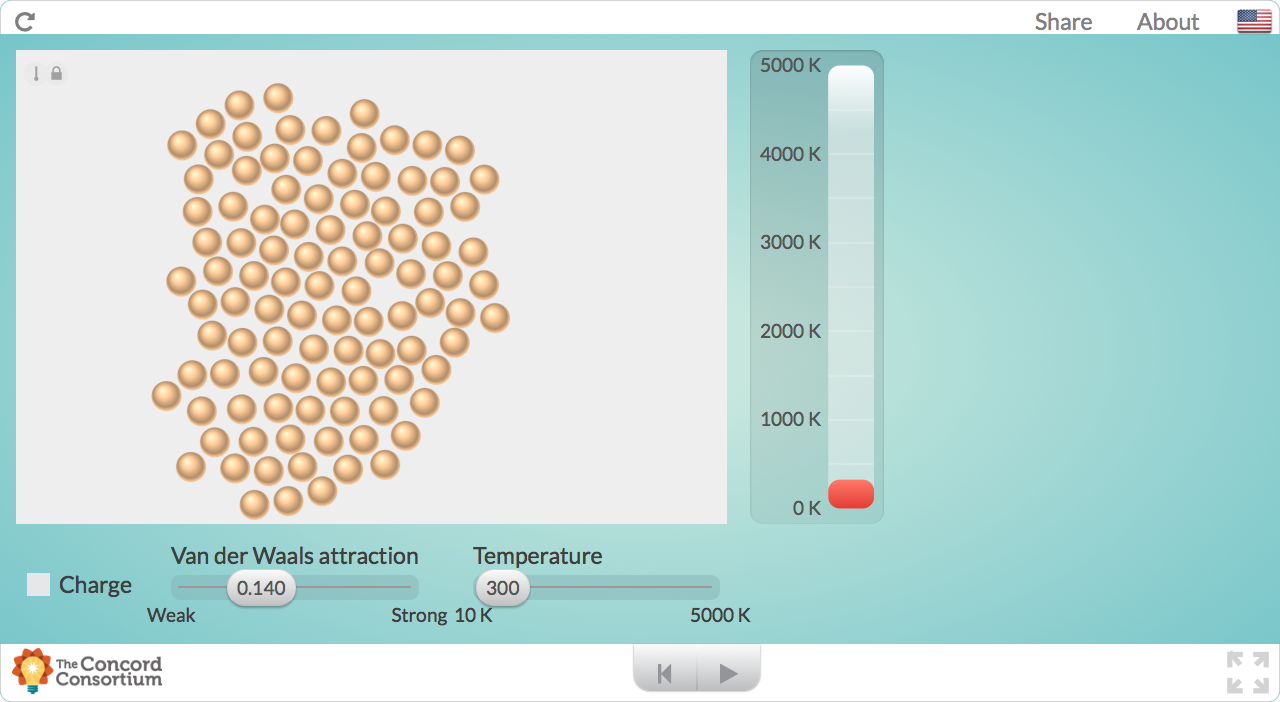 Share About
5000 K
4000 K
3000 K
2000 K
1000 K
0 K
Van der Waals attraction Temperature
Charge 0.140 300
Weak Strong 10 K 5000 K
The Concord
Consortium